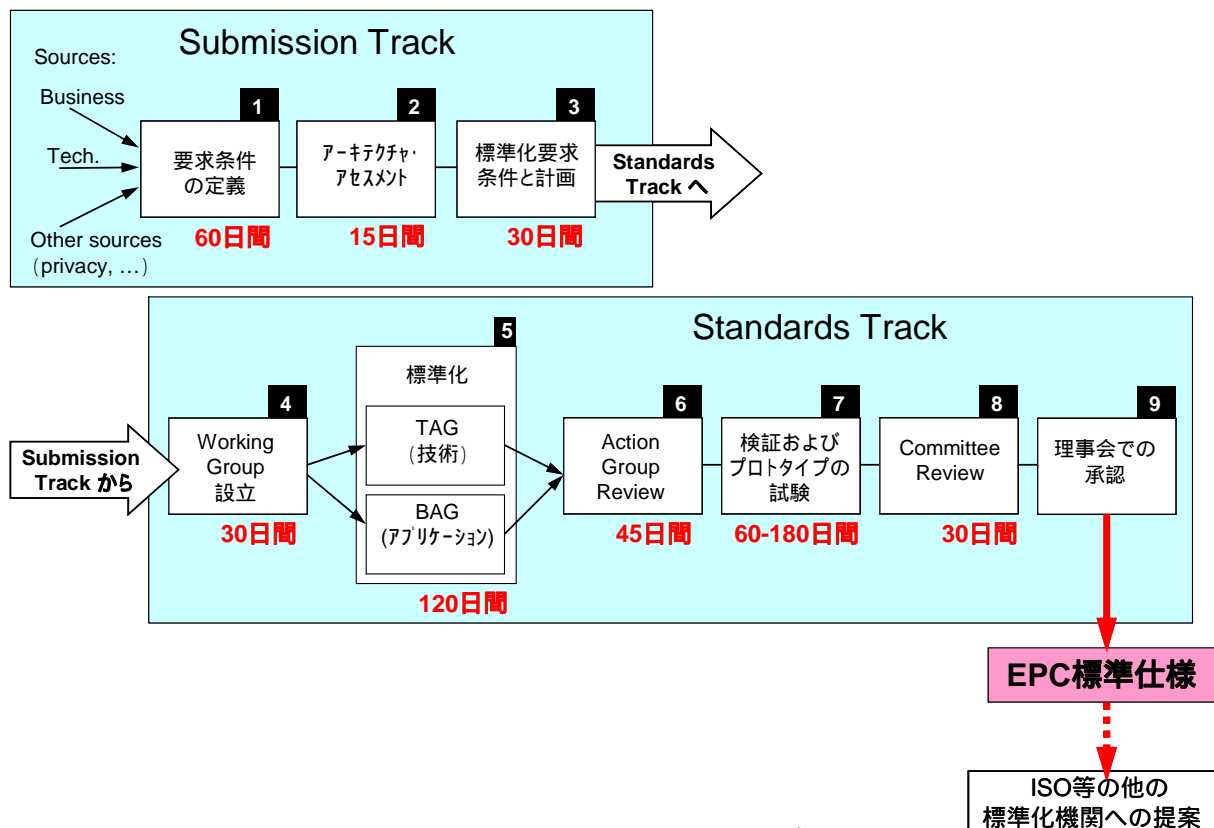 Submission Track
Sources:
Business
Tech.
Other sources
(privacy, …)
1
要求条件
の定義
60日間
2
ｱｰｷﾃｸﾁｬ･
ｱｾｽﾒﾝﾄ
15日間
3
標準化要求
条件と計画
30日間
Standards
Track へ
Standards Track
Submission
Track から
4
Working
Group
設立
30日間
5
標準化
TAG
(技術)
BAG
(ｱﾌﾟﾘｹｰｼｮﾝ)
120日間
6
Action
Group
Review
45日間
7
検証および
プロトタイプの
試験
60-180日間
8
Committee
Review
30日間
9
理事会での
承認
EPC標準仕様
ISO等の他の
標準化機関への提案